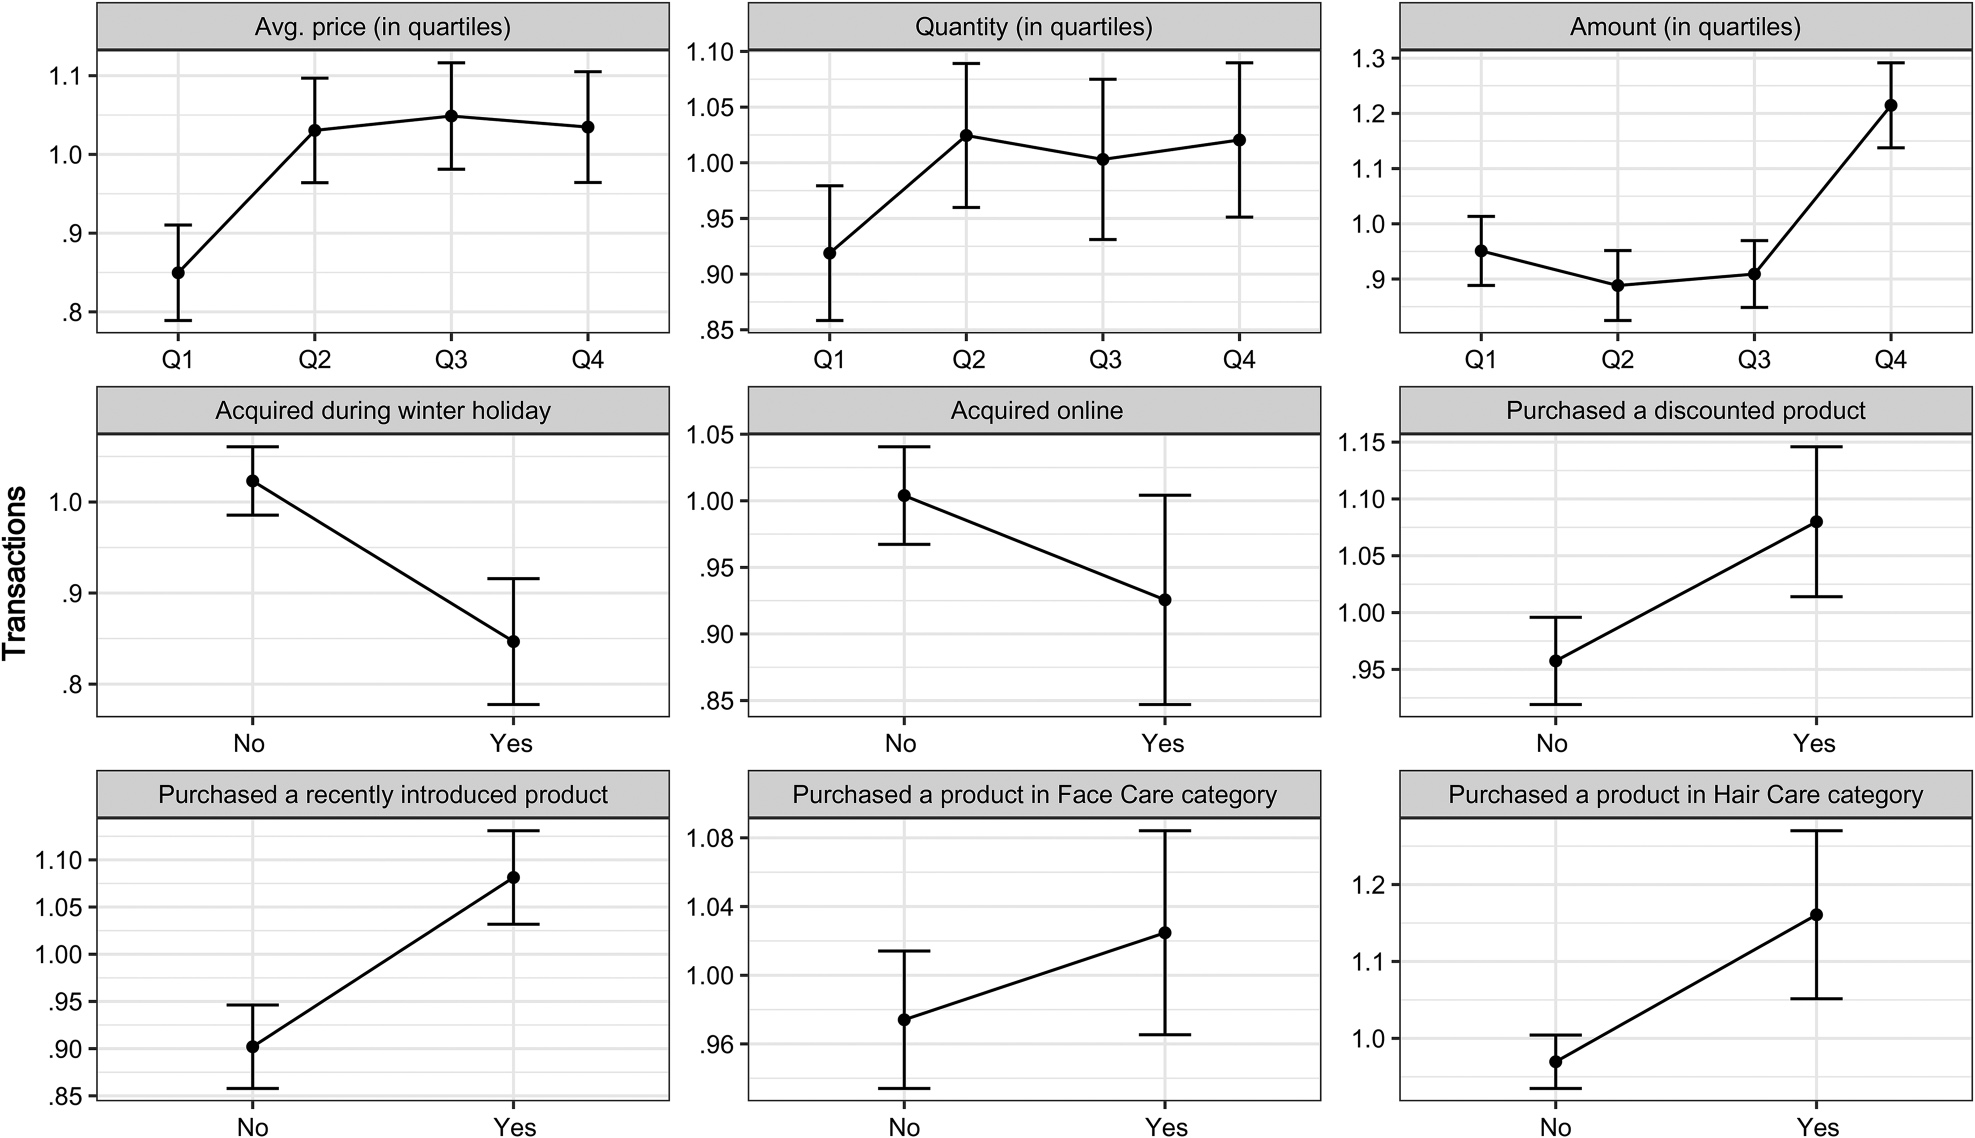 Avg. price (in quartiles)
Quantity (in quartiles)
Amount (in quartiles)
1.1
1.0
.9
.8
Q1 Q2 Q3 Q4
1.10
1.05
1.00
.95
.90
.85
Q1 Q2 Q3 Q4
1.3
1.2
1.1
1.0
.9
Q1 Q2 Q3 Q4
Transactions
Acquired during winter holiday
Acquired online
Purchased a discounted product
1.0
.9
.8
No Yes
1.05
1.00
.95
.90
.85
No Yes
1.15
1.10
1.05
1.00
.95
No Yes
Purchased a recently introduced product
Purchased a product in Face Care category
Purchased a product in Hair Care category
1.10
1.05
1.00
.95
.90
.85
No Yes
1.08
1.04
1.00
.96
No Yes
1.2
1.1
1.0
No Yes